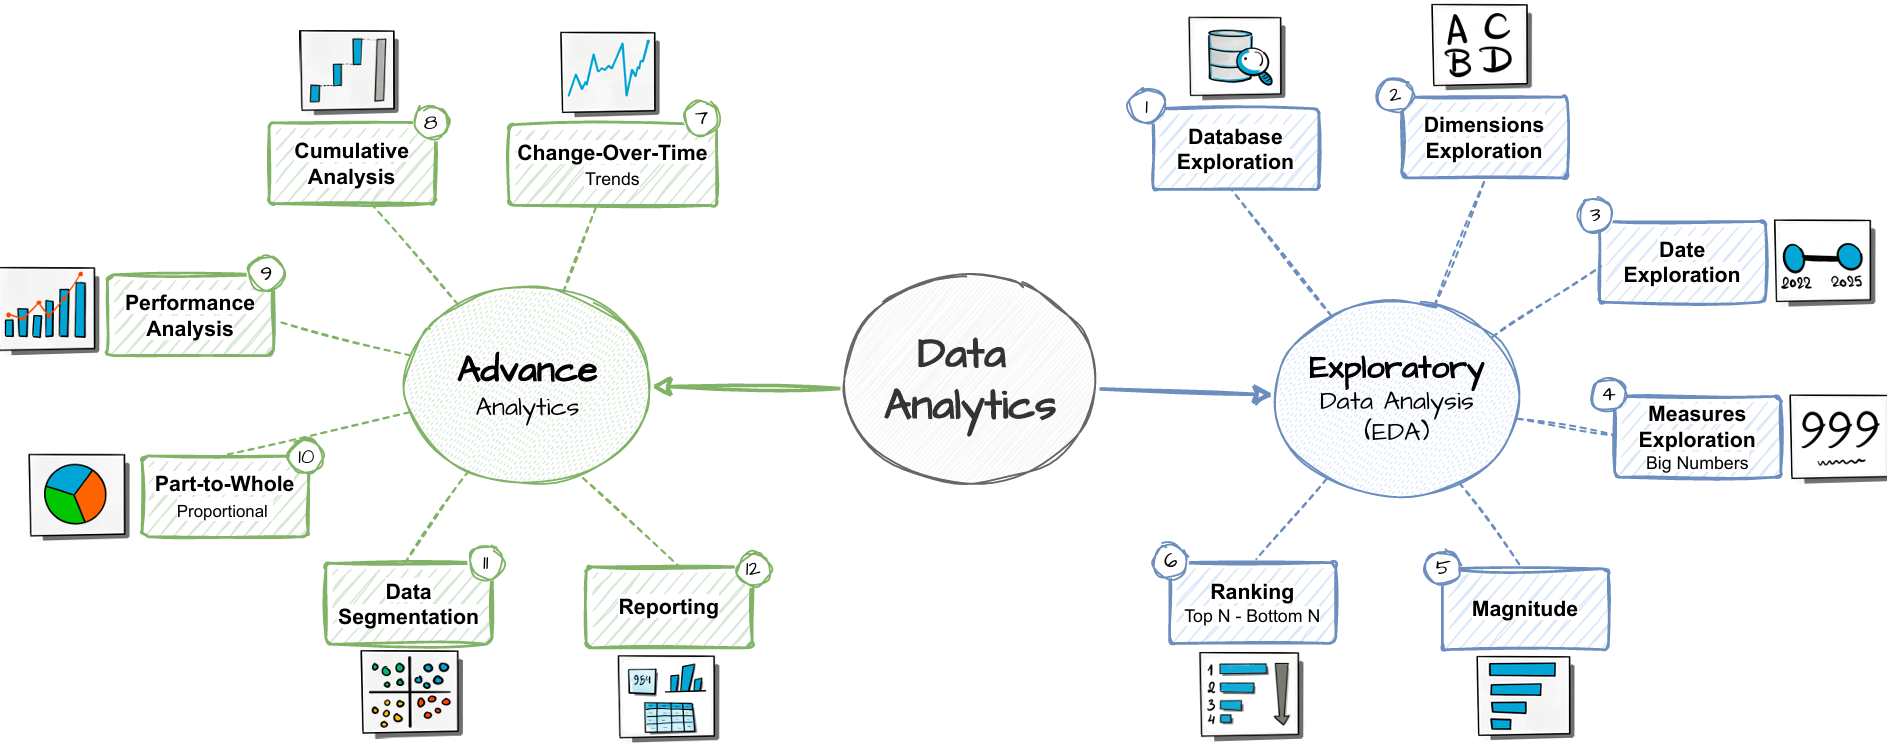 Data
Analytics
Exploratory
Data Analysis
(EDA)
1
Database
Exploration
A C
B D
2
Dimensions
Exploration
3
Date
Exploration
2022 2025
4
Measures
Exploration
Big Numbers
999
5
Magnitude
6
Ranking
Top N - Bottom N
1
2
3
4
Advance
Analytics
7
Change-Over-Time
Trends
8
Cumulative
Analysis
9
Performance
Analysis
10
Part-to-Whole
Proportional
11
Data
Segmentation
12
Reporting
954